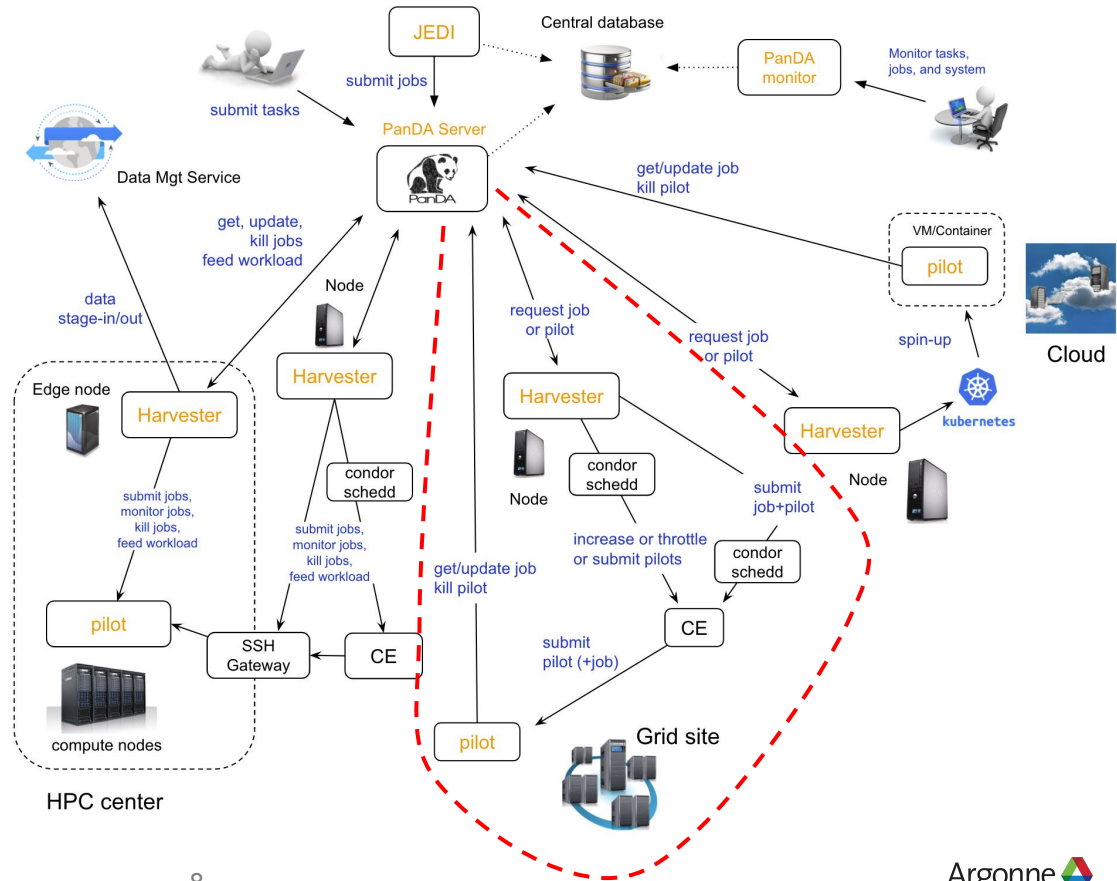 JEDI
Central database
PanDA
monitor
Monitor tasks,
jobs, and system
submit jobs
submit tasks
PanDA Server
PanDA
Data Mgt Service
get/update job
kill pilot
get, update,
kill jobs
feed workload
VM/Container
pilot
Node
data
stage-in/out
request job
or pilot
request job
or pilot
spin-up
Cloud
Edge node
Harvester
Harvester
Harvester
Harvester
kubernetes
Node
Node
condor
schedd
condor
schedd
submit
job+pilot
submit jobs,
monitor jobs,
kill jobs,
feed workload
submit jobs,
monitor jobs,
kill jobs,
feed workload
increase or throttle
or submit pilots
condor
schedd
get/update job
kill pilot
pilot
SSH
Gateway
CE
CE
submit
pilot (+job)
compute nodes
pilot
Grid site
HPC center
Argonne